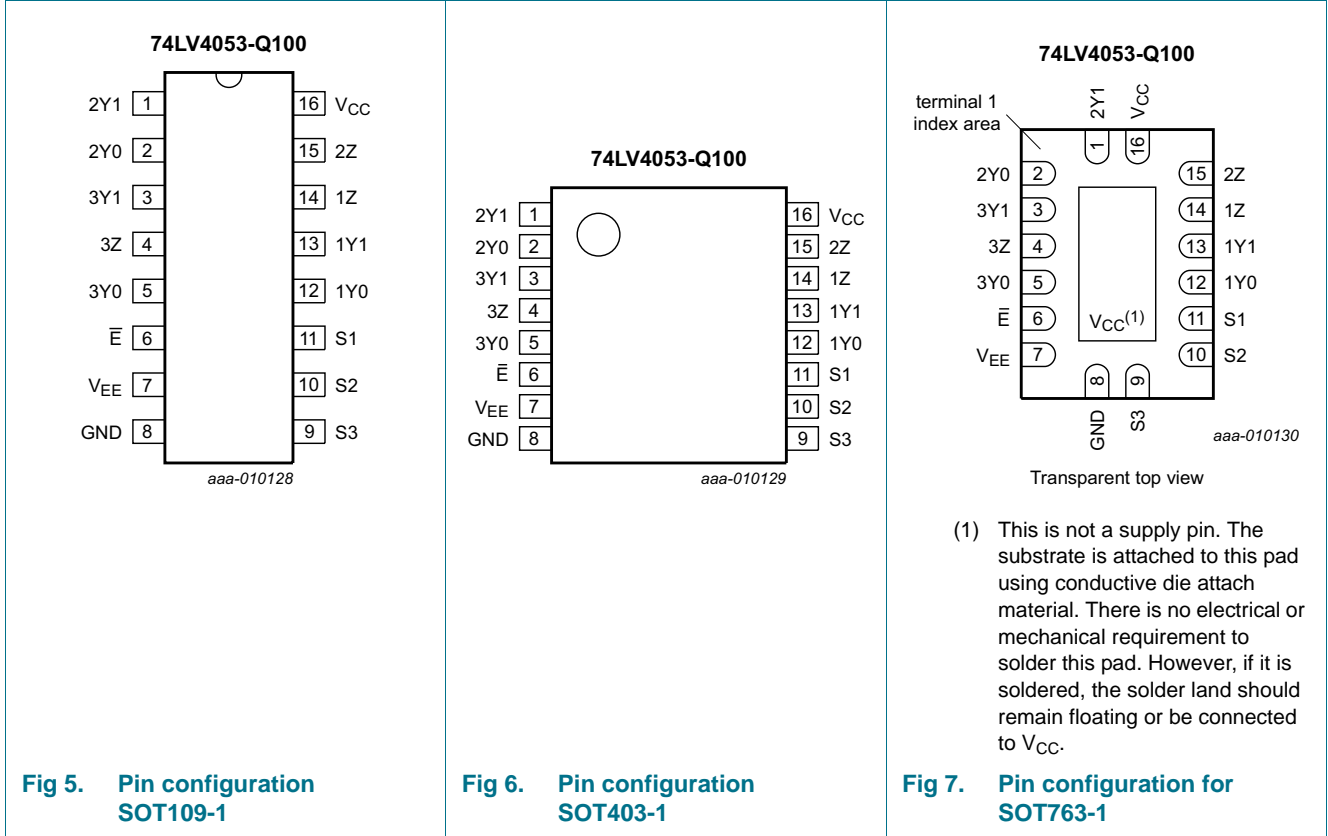 74LV4053-Q100
2Y1 1
16 VCC
2Y0 2
15 2Z
3Y1 3
14 1Z
3Z 4
13 1Y1
3Y0 5
12 1Y0
E̅ 6
11 S1
VEE 7
10 S2
GND 8
9 S3
aaa-010128
Fig 5. Pin configuration
SOT109-1
74LV4053-Q100
2Y1 1
16 VCC
2Y0 2
15 2Z
3Y1 3
14 1Z
3Z 4
13 1Y1
3Y0 5
12 1Y0
E̅ 6
11 S1
VEE 7
10 S2
GND 8
9 S3
aaa-010129
Fig 6. Pin configuration
SOT403-1
74LV4053-Q100
terminal 1
index area
2Y1
VCC
1
16
2Y0 2
15 2Z
3Y1 3
14 1Z
3Z 4
13 1Y1
3Y0 5
12 1Y0
E̅ 6
VCC(1)
11 S1
VEE 7
10 S2
8
9
GND
S3
aaa-010130
Transparent top view
(1) This is not a supply pin. The
substrate is attached to this pad
using conductive die attach
material. There is no electrical or
mechanical requirement to
solder this pad. However, if it is
soldered, the solder land should
remain floating or be connected
to VCC.
Fig 7. Pin configuration for
SOT763-1